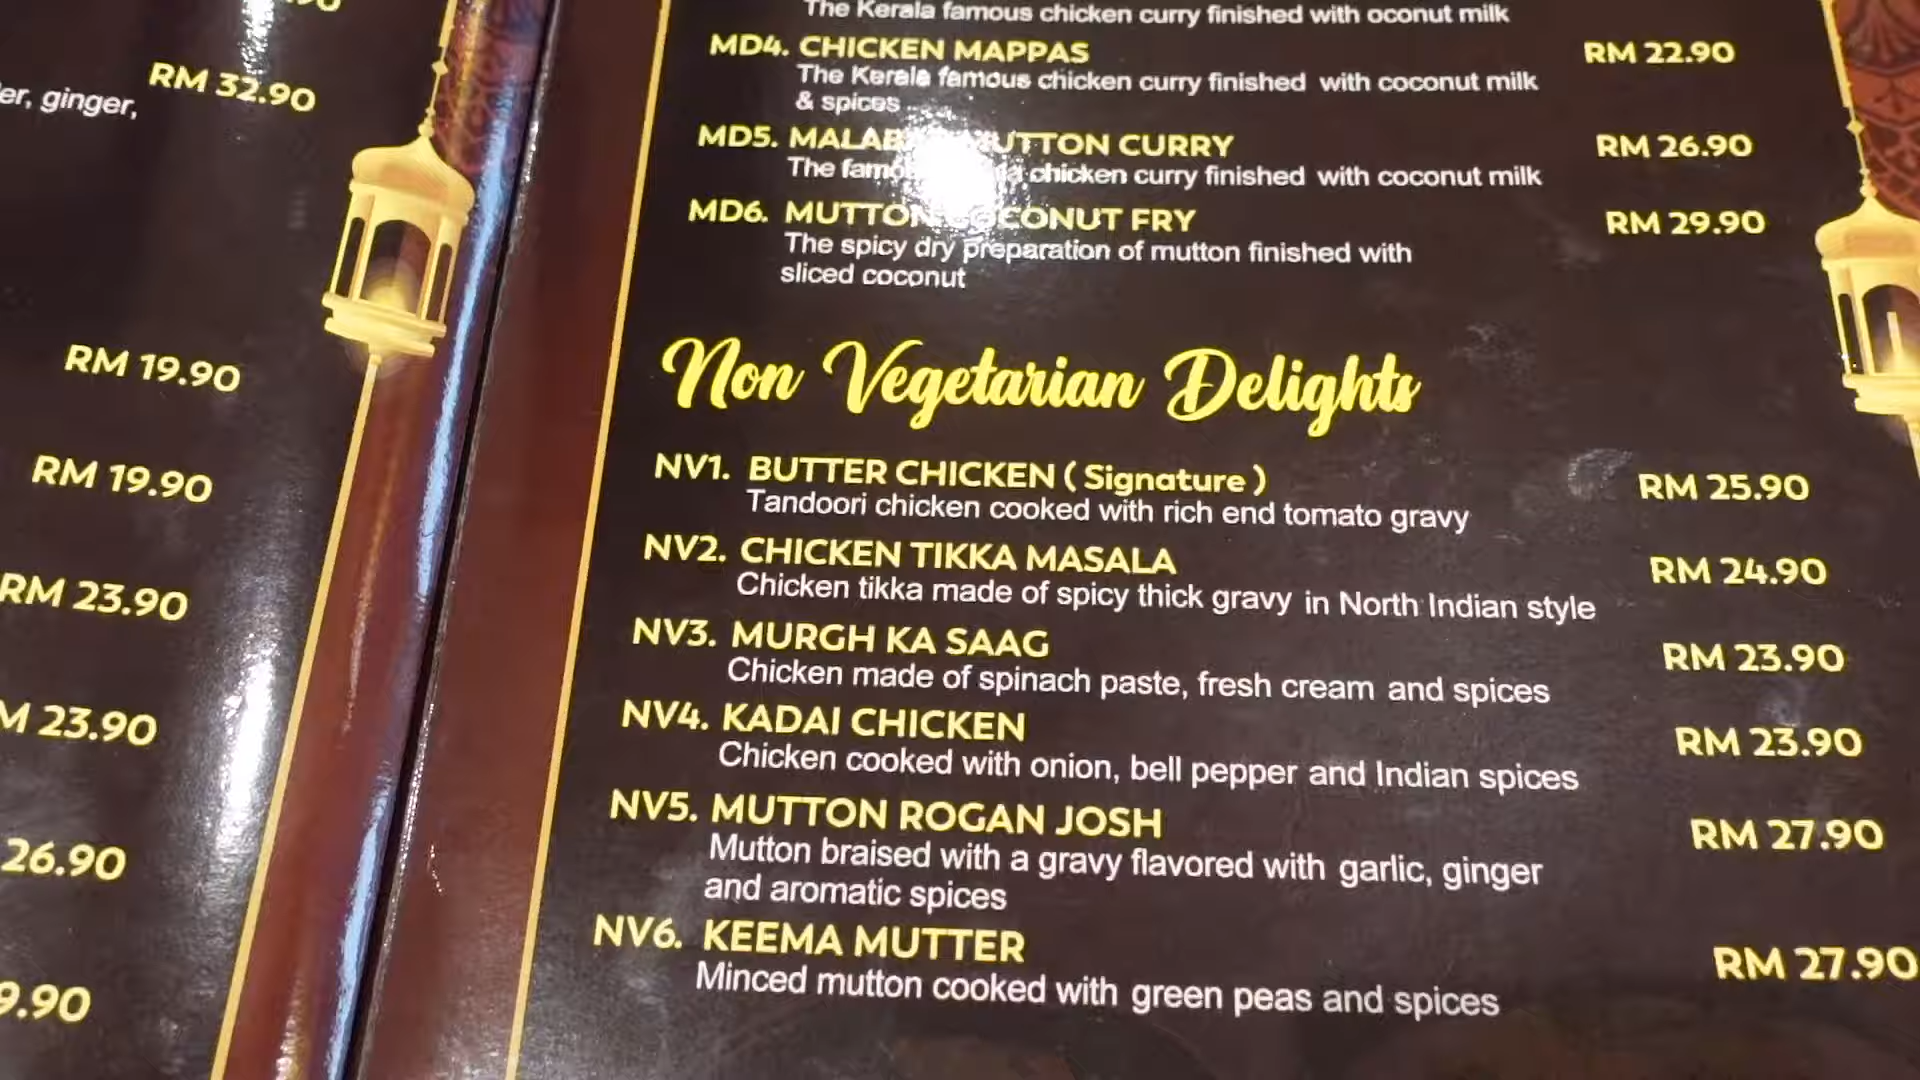 RM 32.90
er, ginger,
RM 19.90
RM 19.90
RM 23.90
M 23.90
26.90
9.90
The Kerala famous chicken curry finished with oconut milk
MD4. CHICKEN MAPPAS RM 22.90
The Kerala famous chicken curry finished with coconut milk
& spices
MD5. MUTTON CURRY RM 26.90
The chicken curry finished with coconut milk
MD6. MUTTON COCONUT FRY RM 29.90
The spicy dry preparation of mutton finished with
sliced coconut
Non Vegetarian Delights
NV1. BUTTER CHICKEN ( Signature ) RM 25.90
Tandoori chicken cooked with rich end tomato gravy
NV2. CHICKEN TIKKA MASALA RM 24.90
Chicken tikka made of spicy thick gravy in North Indian style
NV3. MURGH KA SAAG RM 23.90
Chicken made of spinach paste, fresh cream and spices
NV4. KADAI CHICKEN RM 23.90
Chicken cooked with onion, bell pepper and Indian spices
NV5. MUTTON ROGAN JOSH RM 27.90
Mutton braised with a gravy flavored with garlic, ginger
and aromatic spices
NV6. KEEMA MUTTER RM 27.90
Minced mutton cooked with green peas and spices